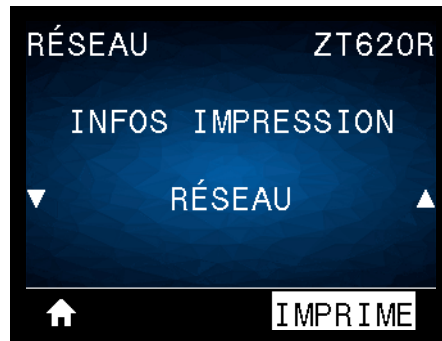 RÉSEAU ZT620R
INFOS IMPRESSION
RÉSEAU
IMPRIME